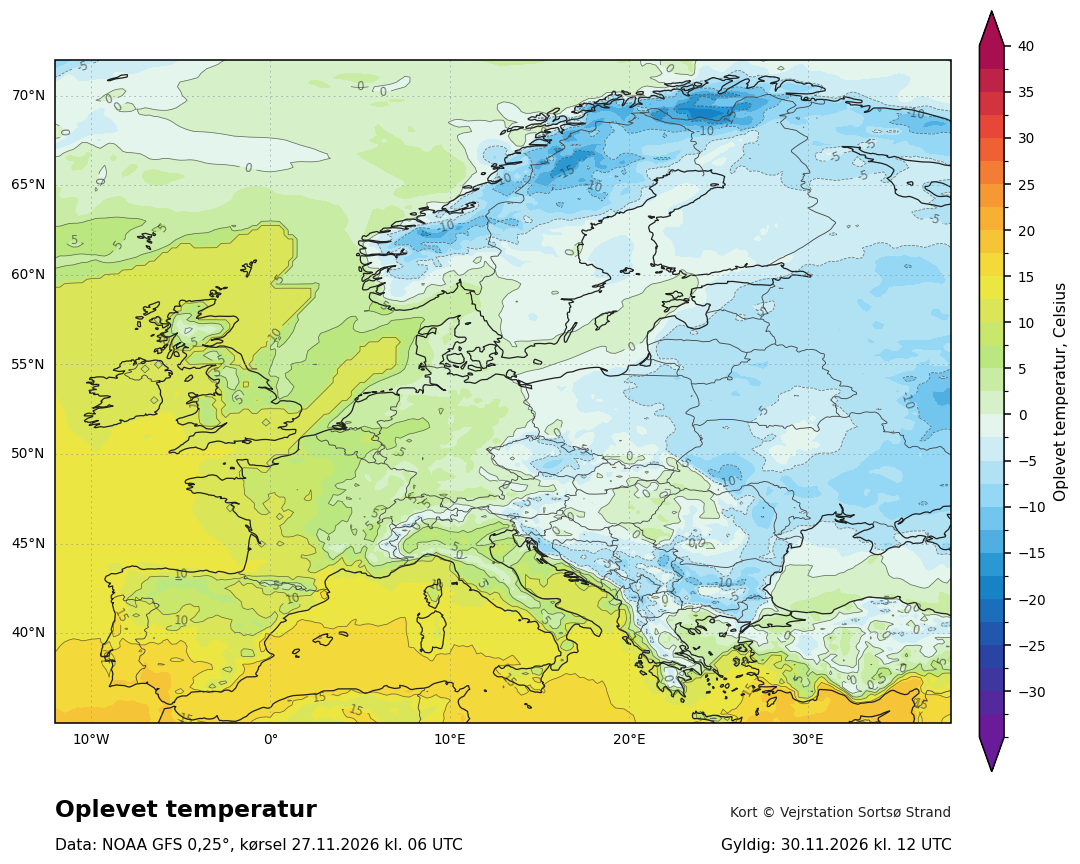 70°N
65°N
60°N
55°N
50°N
45°N
40°N
10°W
0°
10°E
20°E
30°E
40
35
30
25
20
15
10
5
0
−5
−10
−15
−20
−25
−30
Oplevet temperatur, Celsius
Oplevet temperatur
Kort © Vejrstation Sortsø Strand
Data: NOAA GFS 0,25°, kørsel 27.11.2026 kl. 06 UTC
Gyldig: 30.11.2026 kl. 12 UTC